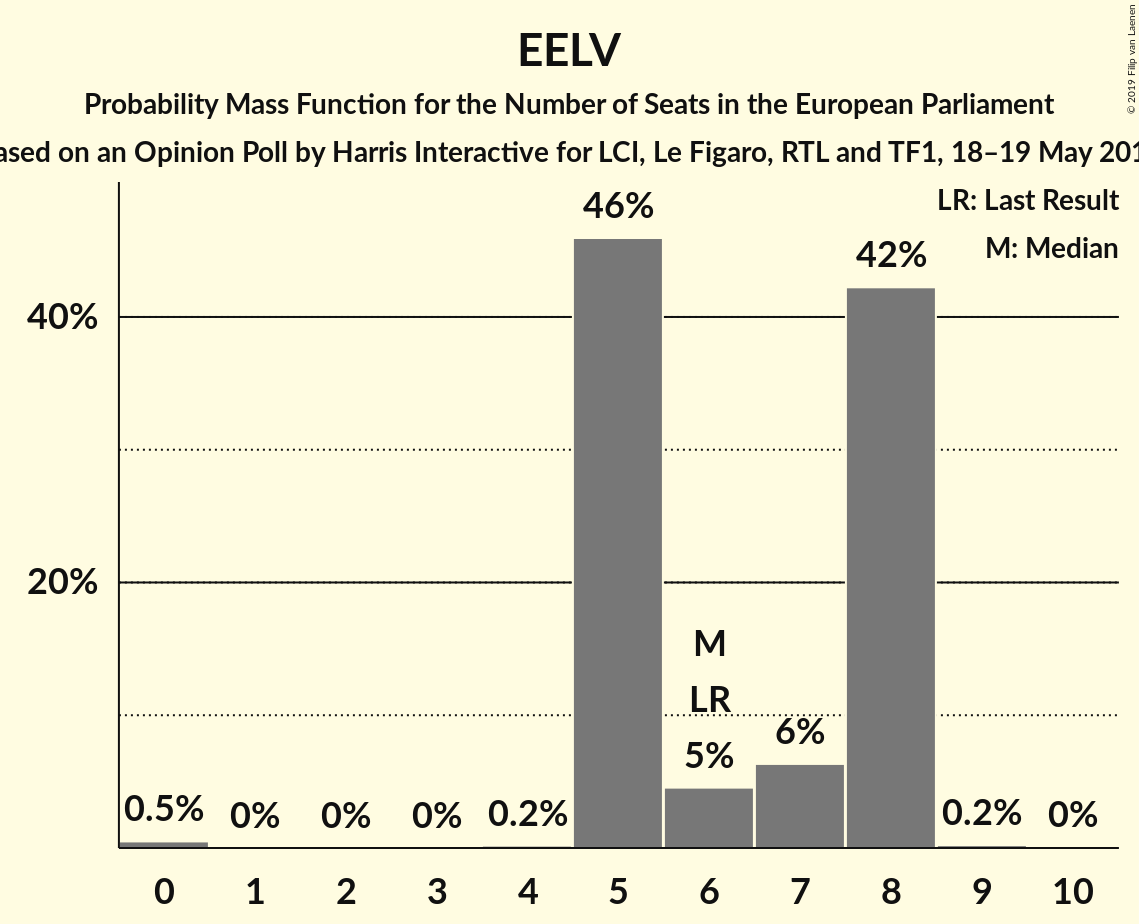 EELV
Probability Mass Function for the Number of Seats in the European Parliament
ased on an Opinion Poll by Harris Interactive for LCI, Le Figaro, RTL and TF1, 18–19 May 201
© 2019 Filip van Laenen
LR: Last Result
M: Median
46%
42%
40%
20%
M
LR
5%
6%
0.5%
0%
0%
0%
0.2%
0.2%
0%
0 1 2 3 4 5 6 7 8 9 10